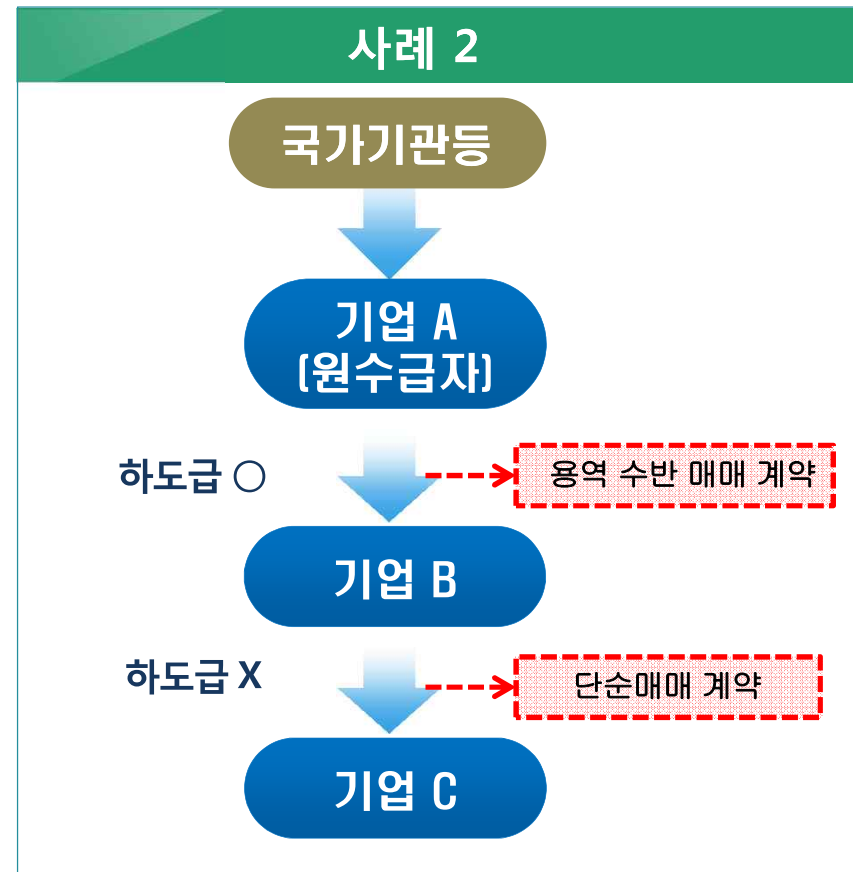 사례 2
국가기관등
기업 A
(원수급자)
하도급 ○
용역 수반 매매 계약
기업 B
하도급 X
단순매매 계약
기업 C